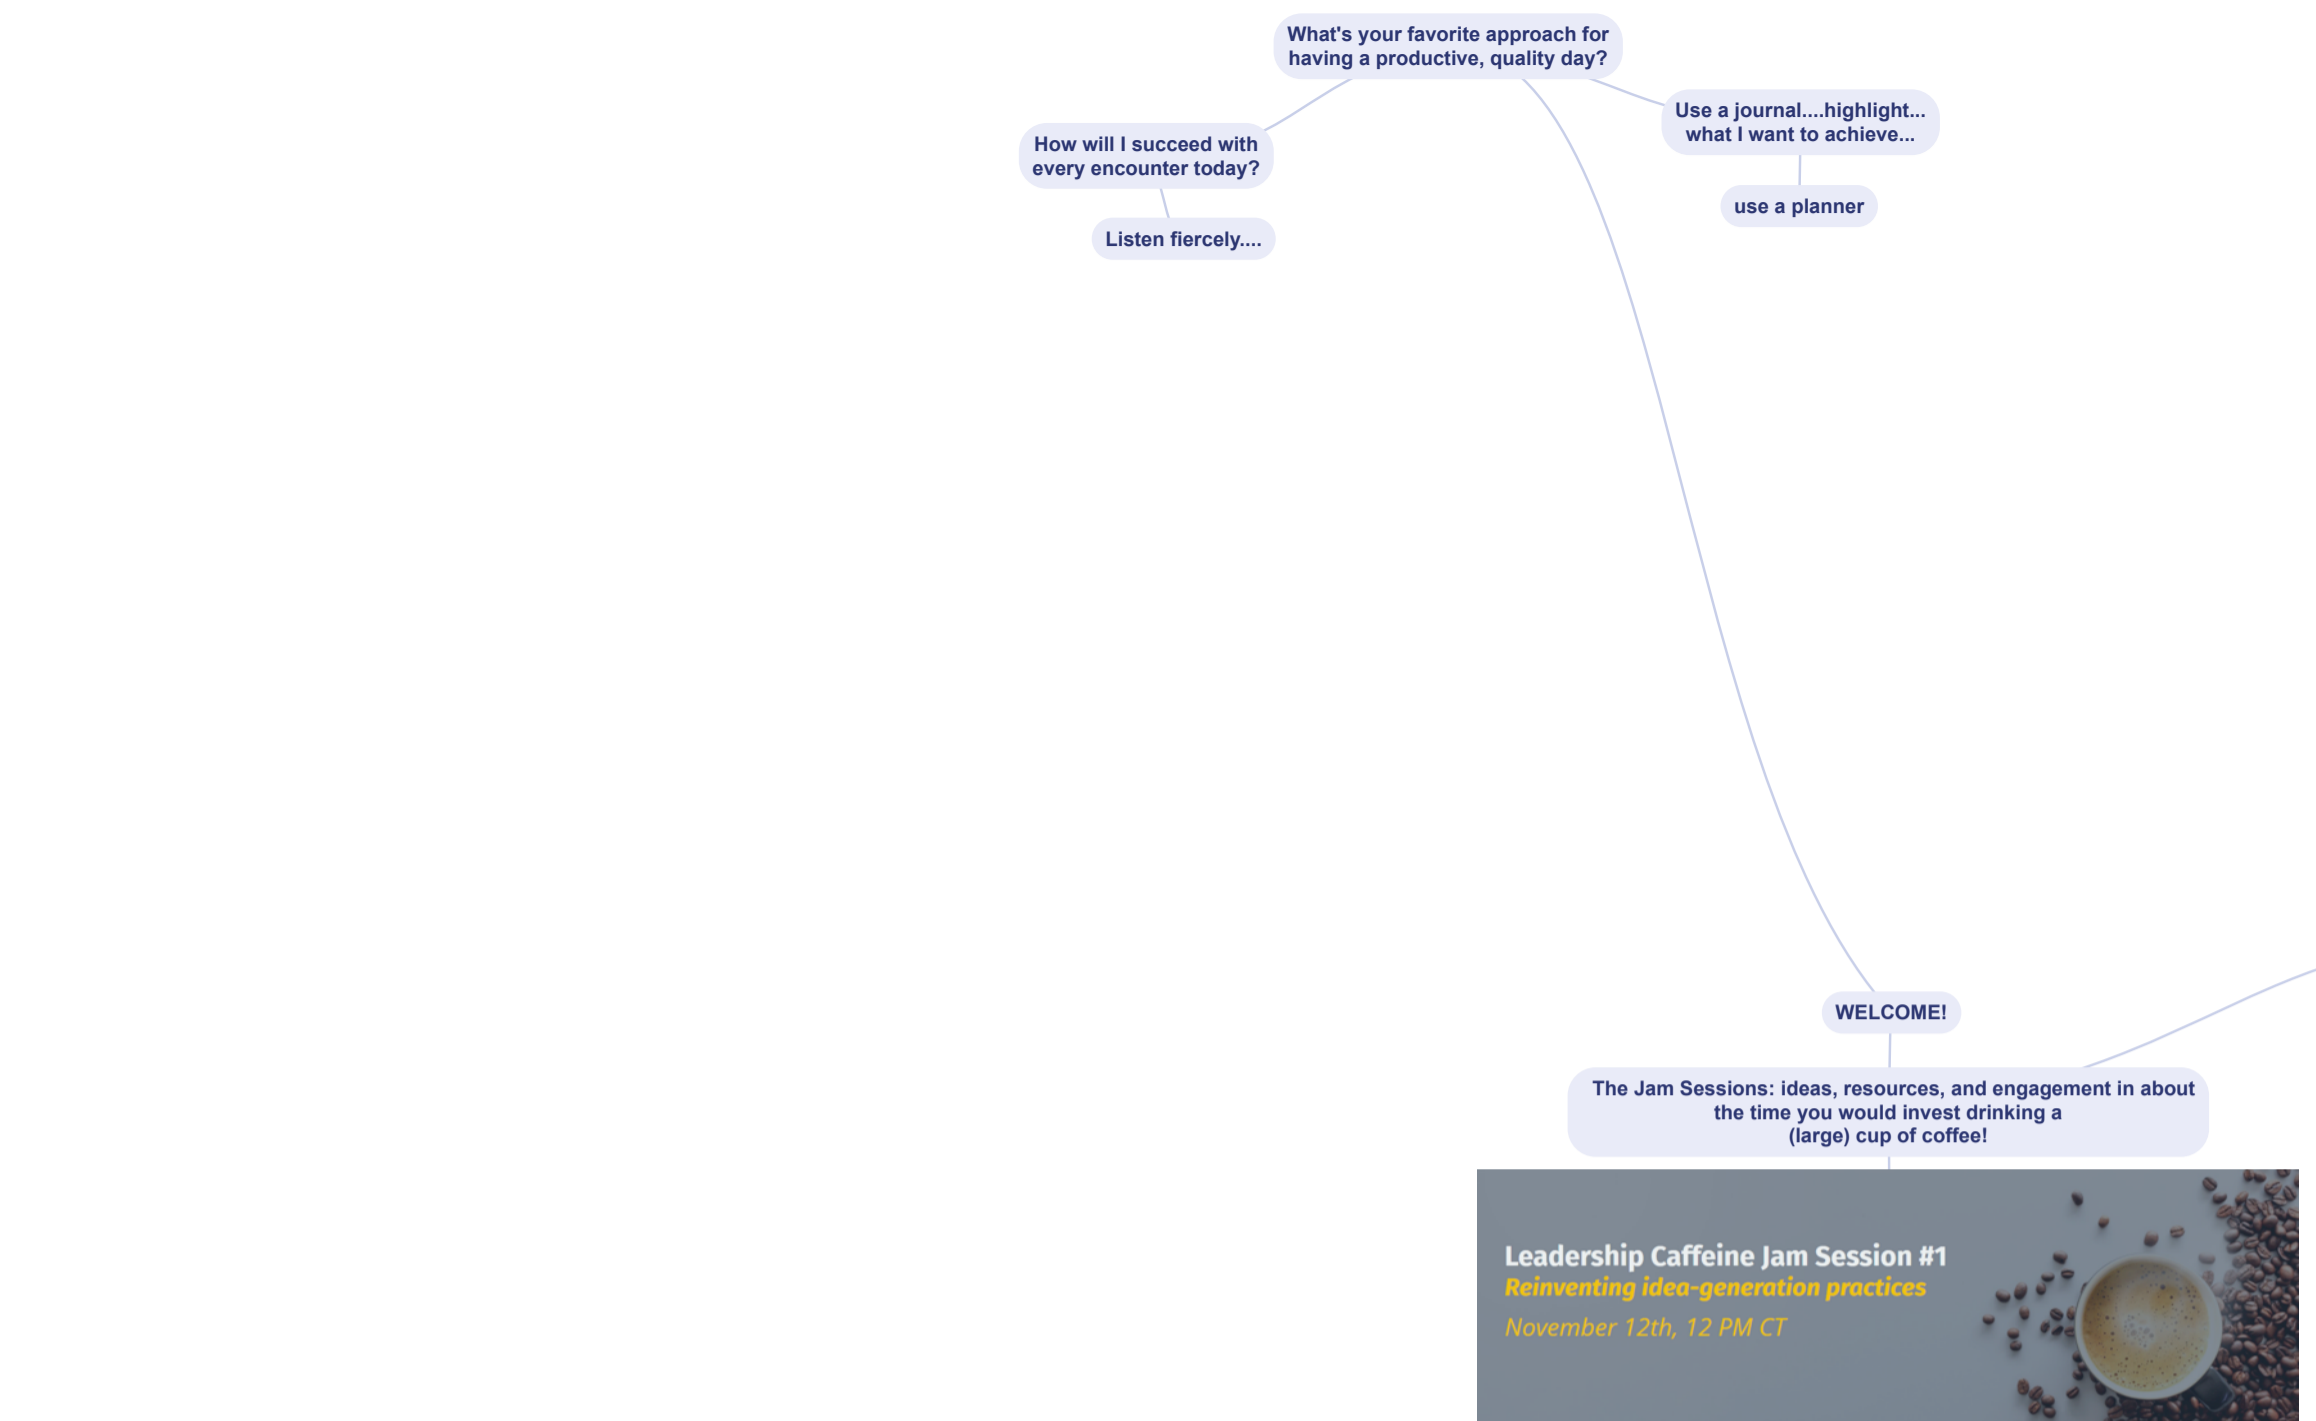 What's your favorite approach for
having a productive, quality day?
Use a journal....highlight...
what I want to achieve...
How will I succeed with
every encounter today?
use a planner
Listen fiercely....
WELCOME!
The Jam Sessions: ideas, resources, and engagement in about
the time you would invest drinking a
(large) cup of coffee!
Leadership Caffeine Jam Session #1
Reinventing idea-generation practices
November 12th, 12 PM CT